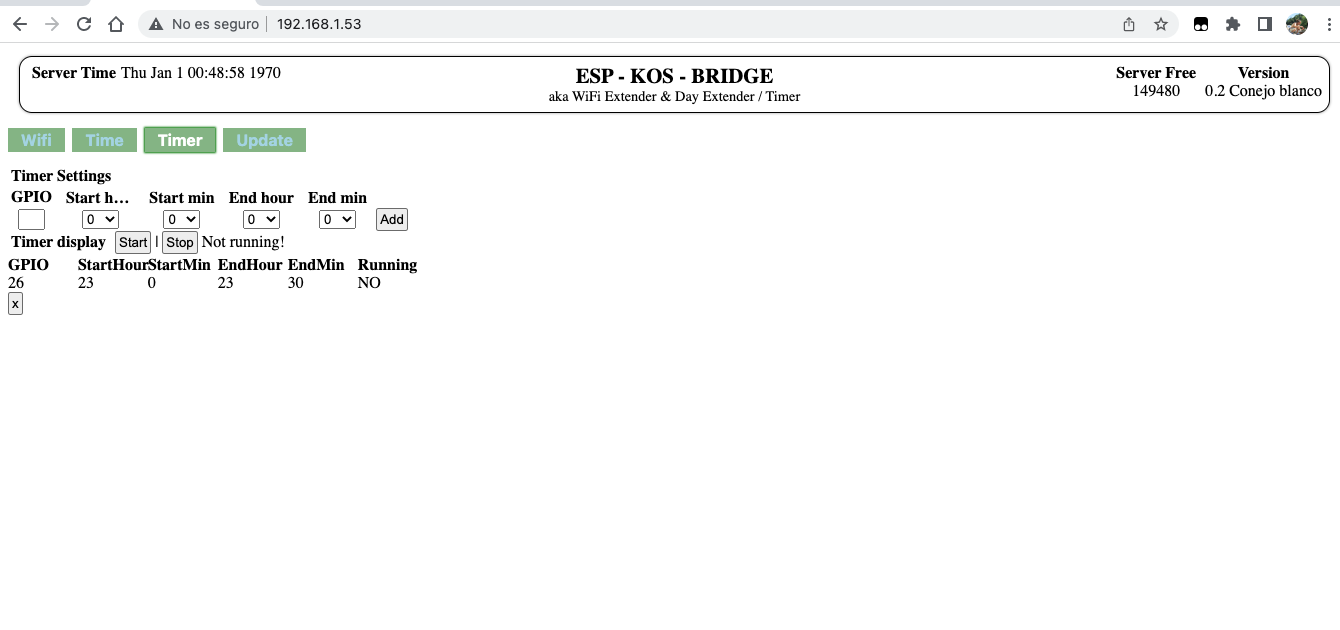 No es seguro 192.168.1.53
Server Time Thu Jan 1 00:48:58 1970
ESP - KOS - BRIDGE
aka WiFi Extender & Day Extender / Timer
Server Free
149480
Version
0.2 Conejo blanco
Wifi Time Timer Update
Timer Settings
GPIO Start h... Start min End hour End min
0 0 0 0 Add
Timer display Start | Stop Not running!
GPIO StartHour StartMin EndHour EndMin Running
26 23 0 23 30 NO
x